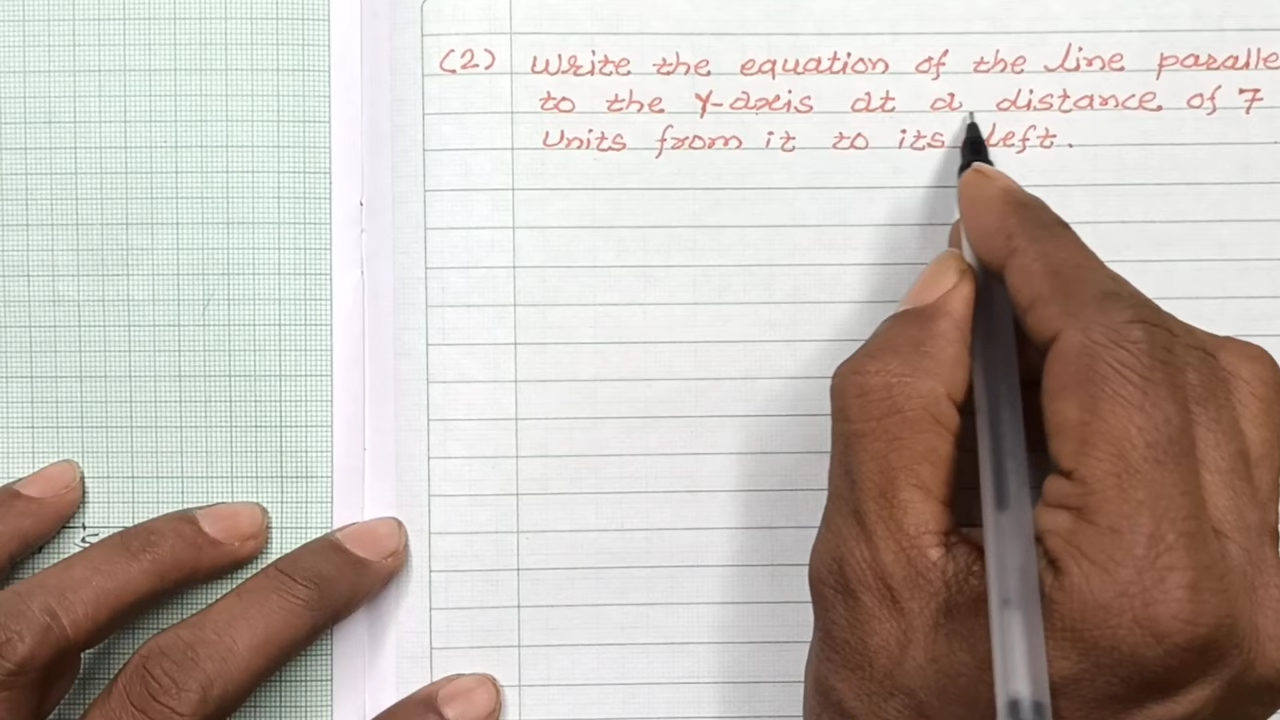 (2) Write the equation of the line paralle
to the Y-axis at a distance of 7
Units from it to its left.